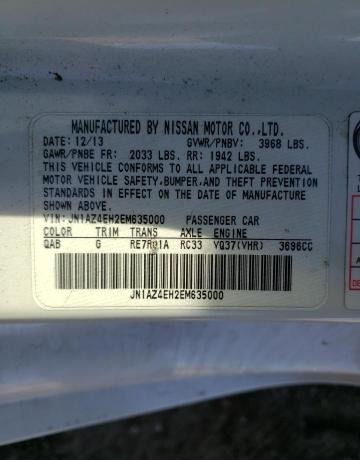 MANUFACTURED BY NISSAN MOTOR CO.,LTD.
DATE: 12/13 GVWR/PNBV: 3968 LBS.
GAWR/PNBE FR: 2033 LBS. RR: 1942 LBS.
THIS VEHICLE CONFORMS TO ALL APPLICABLE FEDERAL
MOTOR VEHICLE SAFETY,BUMPER,AND THEFT PREVENTION
STANDARDS IN EFFECT ON THE DATE OF MANUFACTURE
SHOWN ABOVE.
VIN: JN1AZ4EH2EM635000 PASSENGER CAR
COLOR TRIM TRANS AXLE ENGINE
QAB G RE7R01A RC33 VQ37(VHR) 3696CC
JN1AZ4EH2EM635000